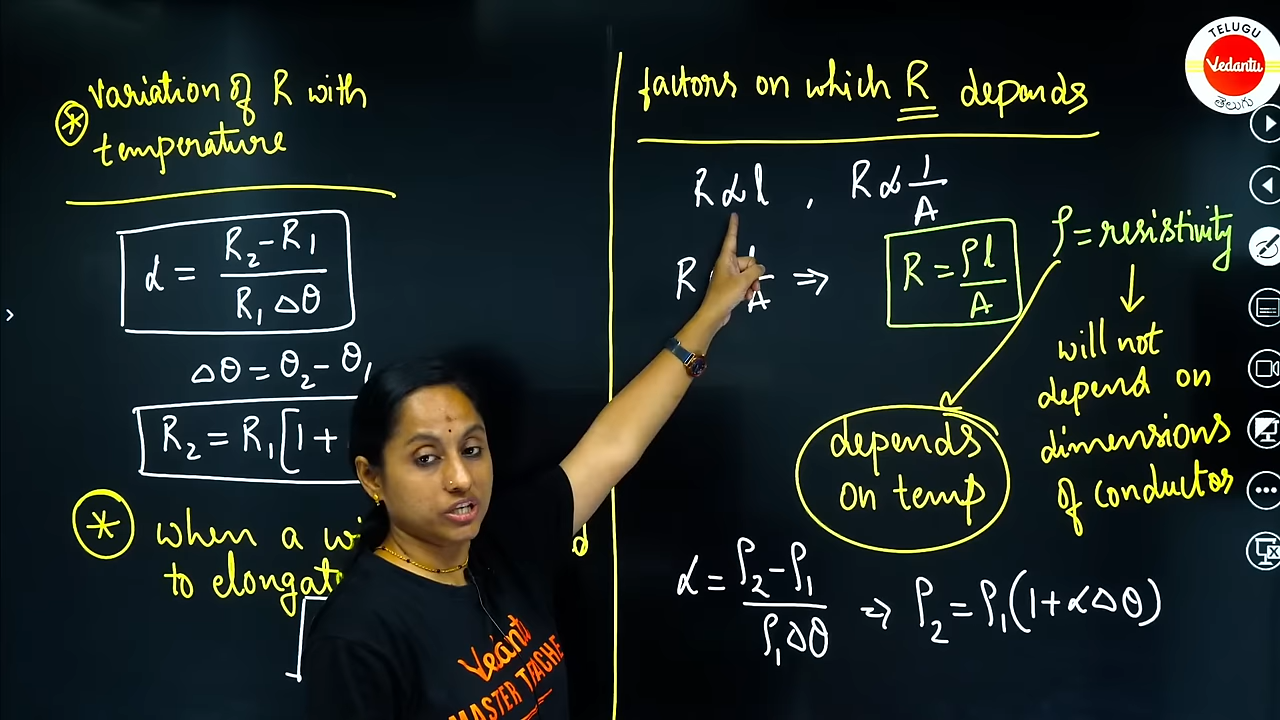 * variation of R with
temperature
α = R₂-R₁ / R₁ Δθ
Δθ = θ₂ - θ₁
R₂ = R₁[1+
* when a
to elongat
factors on which R depends
R α l , R α 1/A
R l/A ⇒ R = ρl/A
ρ = resistivity
will not
depend on
dimensions
of conductor
depends
on temp
α = ρ₂-ρ₁ / ρ₁Δθ ⇒ ρ₂ = ρ₁(1+αΔθ)
TELUGU
Vedantu
తెలుగు
Vedantu
MASTER TEACHE